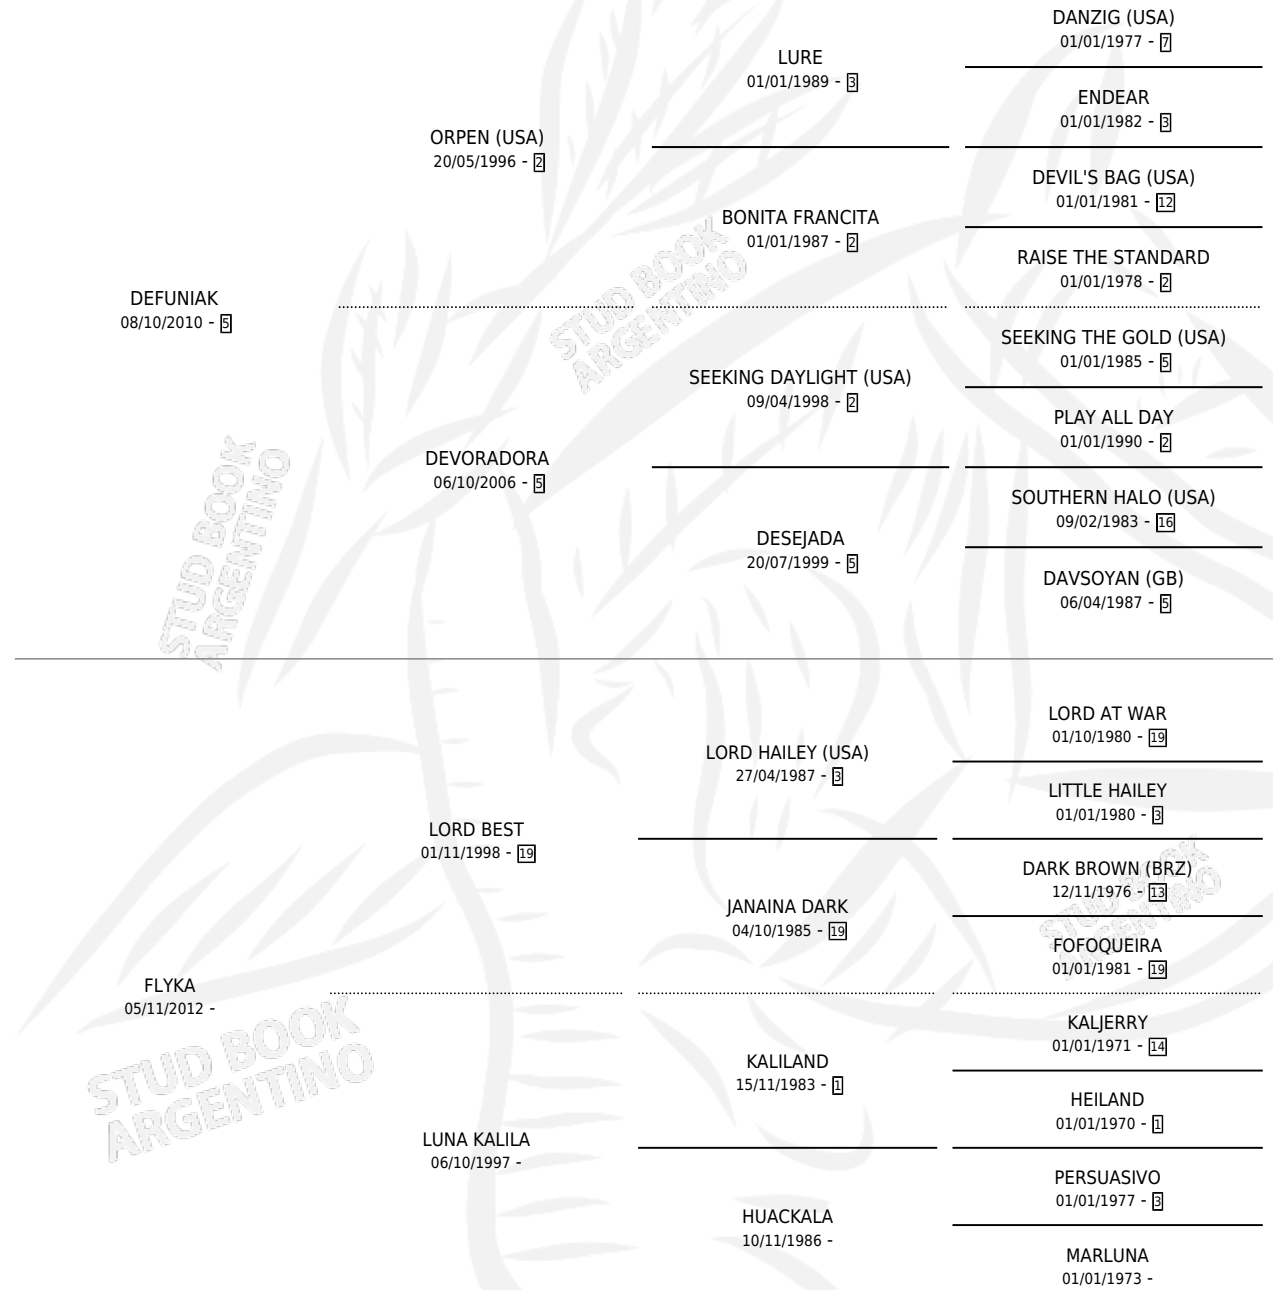 DANZIG (USA)
01/01/1977 - 7
LURE
01/01/1989 - 3
ENDEAR
01/01/1982 - 3
ORPEN (USA)
20/05/1996 - 2
DEVIL'S BAG (USA)
01/01/1981 - 12
BONITA FRANCITA
01/01/1987 - 2
RAISE THE STANDARD
01/01/1978 - 2
DEFUNIAK
08/10/2010 - 5
STUD BOOK
ARGENTINO
SEEKING THE GOLD (USA)
01/01/1985 - 5
SEEKING DAYLIGHT (USA)
09/04/1998 - 2
PLAY ALL DAY
01/01/1990 - 2
DEVORADORA
06/10/2006 - 5
SOUTHERN HALO (USA)
09/02/1983 - 16
DESEJADA
20/07/1999 - 5
DAVSOYAN (GB)
06/04/1987 - 5
STUD BOOK
ARGENTINO
LORD AT WAR
01/10/1980 - 19
LORD HAILEY (USA)
27/04/1987 - 3
LITTLE HAILEY
01/01/1980 - 3
LORD BEST
01/11/1998 - 19
DARK BROWN (BRZ)
12/11/1976 - 13
STUD BOOK
ARGENTINO
JANAINA DARK
04/10/1985 - 19
FOFOQUEIRA
01/01/1981 - 19
FLYKA
05/11/2012 -
STUD BOOK
ARGENTINO
KALJERRY
01/01/1971 - 14
KALILAND
15/11/1983 - 1
HEILAND
01/01/1970 - 1
LUNA KALILA
06/10/1997 -
PERSUASIVO
01/01/1977 - 3
HUACKALA
10/11/1986 -
MARLUNA
01/01/1973 -